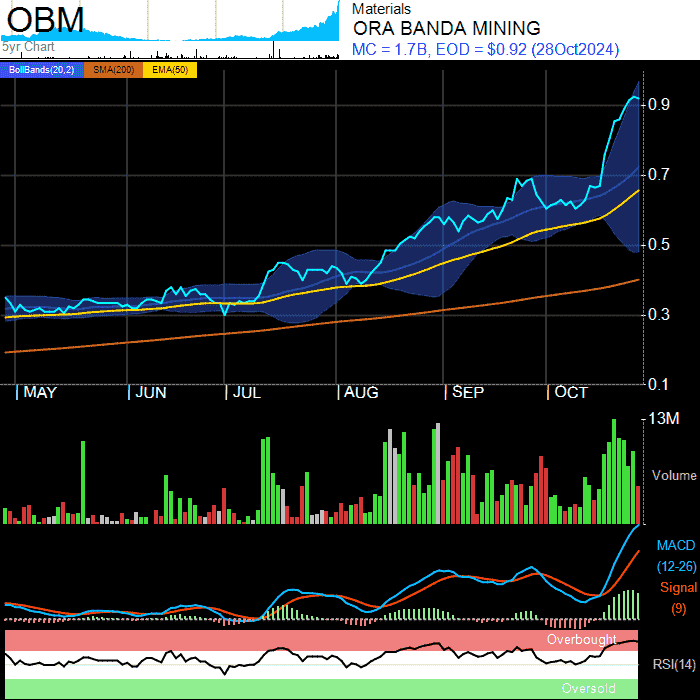 OBM
5yr Chart
Materials
ORA BANDA MINING
MC = 1.7B, EOD = $0.92 (28Oct2024)
BollBands(20,2) SMA(200) EMA(50)
0.9
0.7
0.5
0.3
0.1
MAY JUN JUL AUG SEP OCT
13M
Volume
MACD
(12-26)
Signal
(9)
Overbought
RSI(14)
Oversold